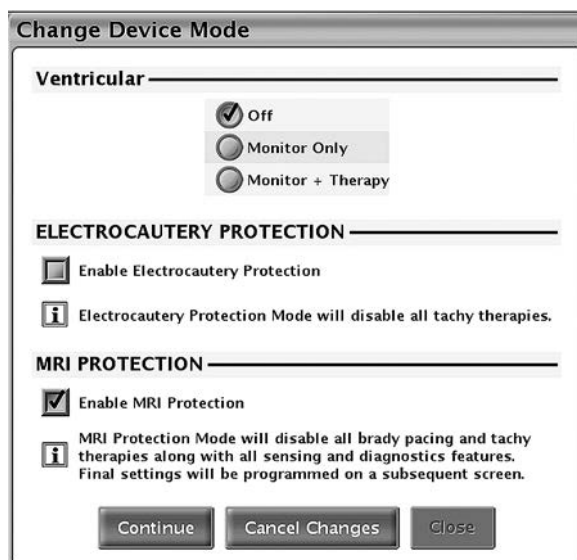 Change Device Mode
Ventricular
Off
Monitor Only
Monitor + Therapy
ELECTROCAUTERY PROTECTION
Enable Electrocautery Protection
i Electrocautery Protection Mode will disable all tachy therapies.
MRI PROTECTION
Enable MRI Protection
i MRI Protection Mode will disable all brady pacing and tachy
therapies along with all sensing and diagnostics features.
Final settings will be programmed on a subsequent screen.
Continue Cancel Changes Close